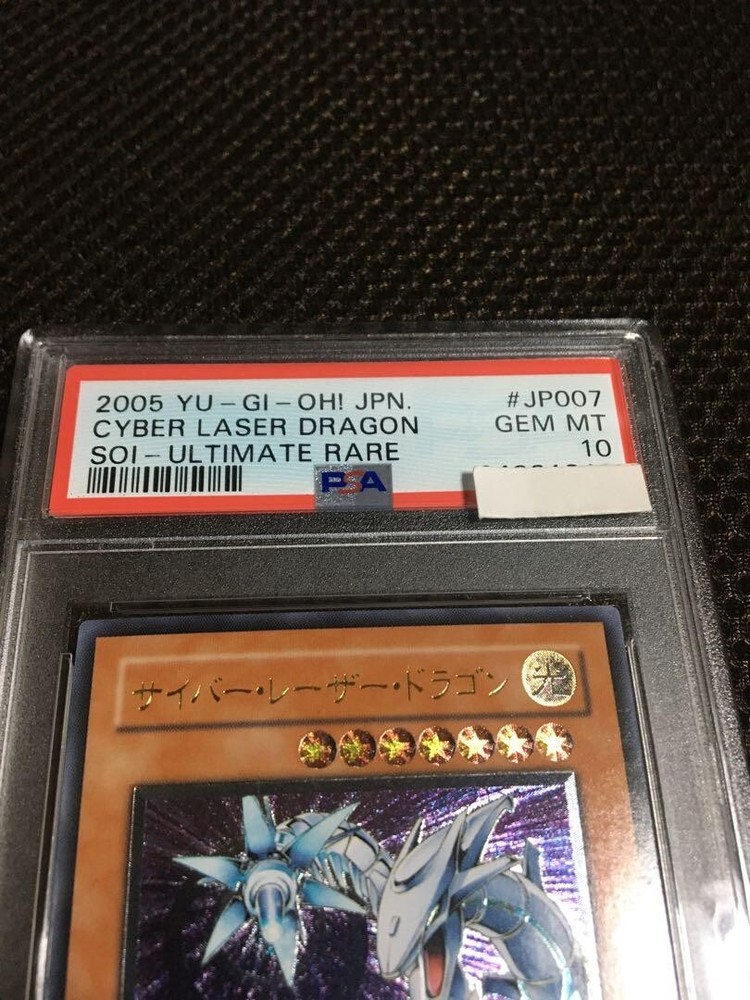 2005 YU-GI-OH! JPN. #JP007
CYBER LASER DRAGON GEM MT
SOI-ULTIMATE RARE 10
PSA
サイバー・レーザー・ドラゴン 光